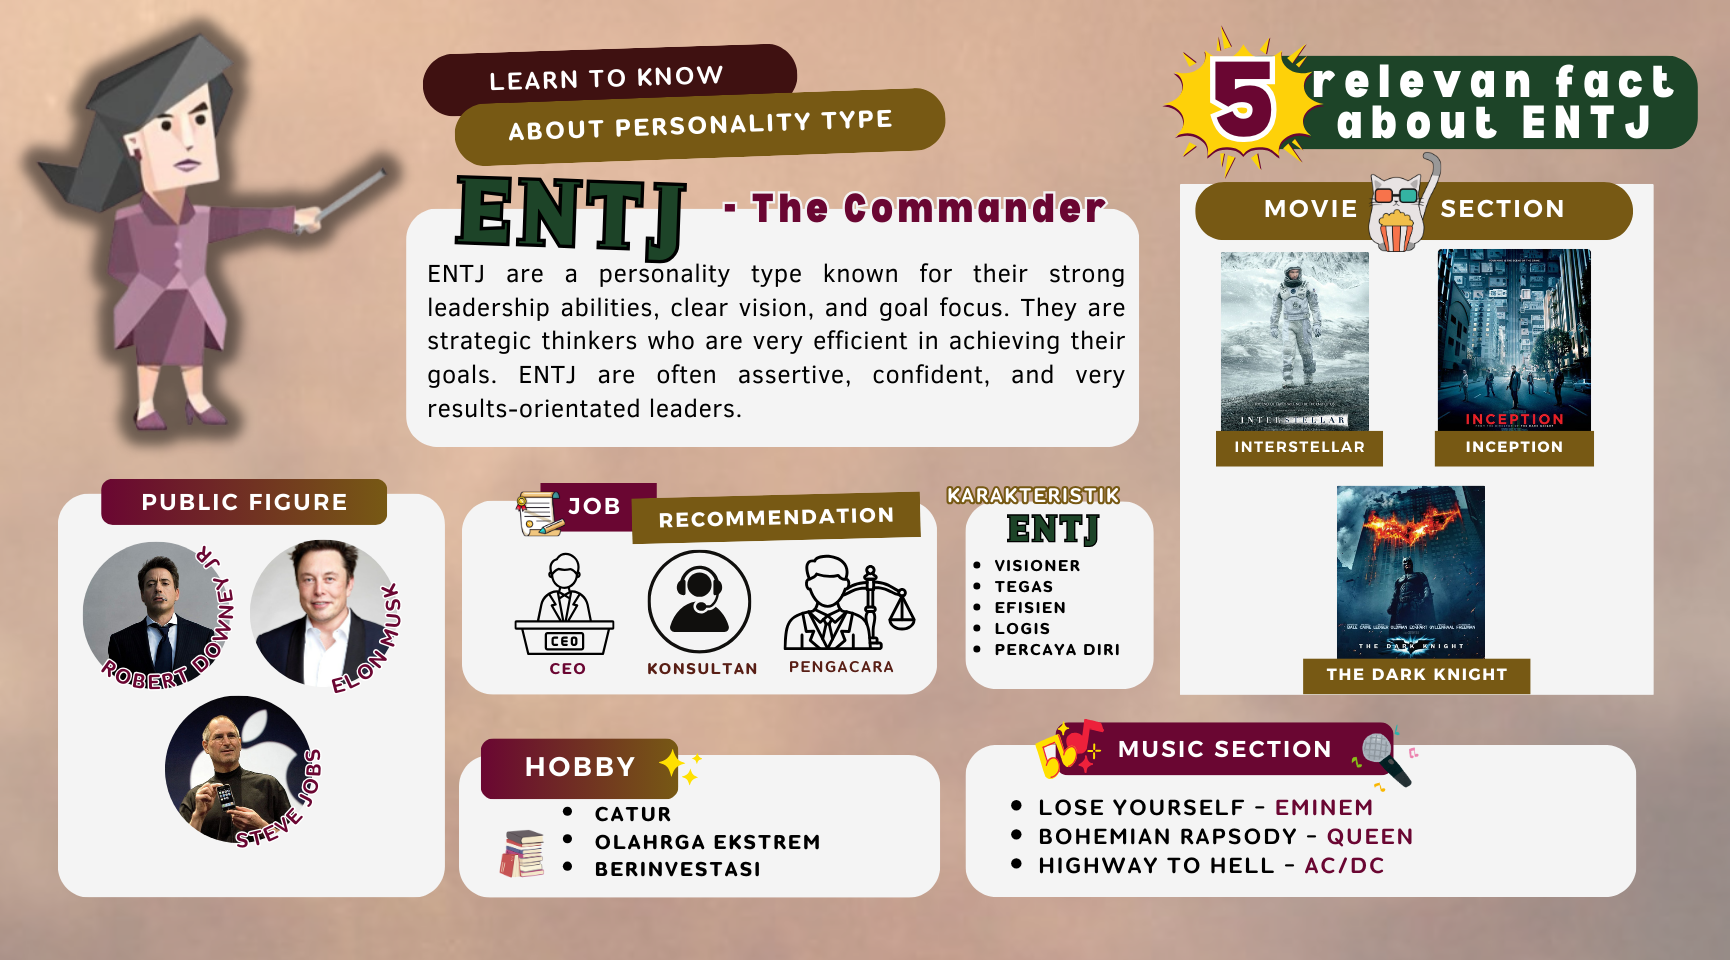 LEARN TO KNOW
ABOUT PERSONALITY TYPE
ENTJ
- The Commander
ENTJ are a personality type known for their strong
leadership abilities, clear vision, and goal focus. They are
strategic thinkers who are very efficient in achieving their
goals. ENTJ are often assertive, confident, and very
results-orientated leaders.
5
relevan fact
about ENTJ
MOVIE SECTION
INTERSTELLAR
INTERSTELLAR
INCEPTION
INCEPTION
THE DARK KNIGHT
THE DARK KNIGHT
PUBLIC FIGURE
ROBERT DOWNEY JR
ELON MUSK
STEVE JOBS
JOB
RECOMMENDATION
CEO
CEO
KONSULTAN
PENGACARA
KARAKTERISTIK
ENTJ
VISIONER
TEGAS
EFISIEN
LOGIS
PERCAYA DIRI
HOBBY
CATUR
OLAHRGA EKSTREM
BERINVESTASI
MUSIC SECTION
LOSE YOURSELF - EMINEM
BOHEMIAN RAPSODY - QUEEN
HIGHWAY TO HELL - AC/DC